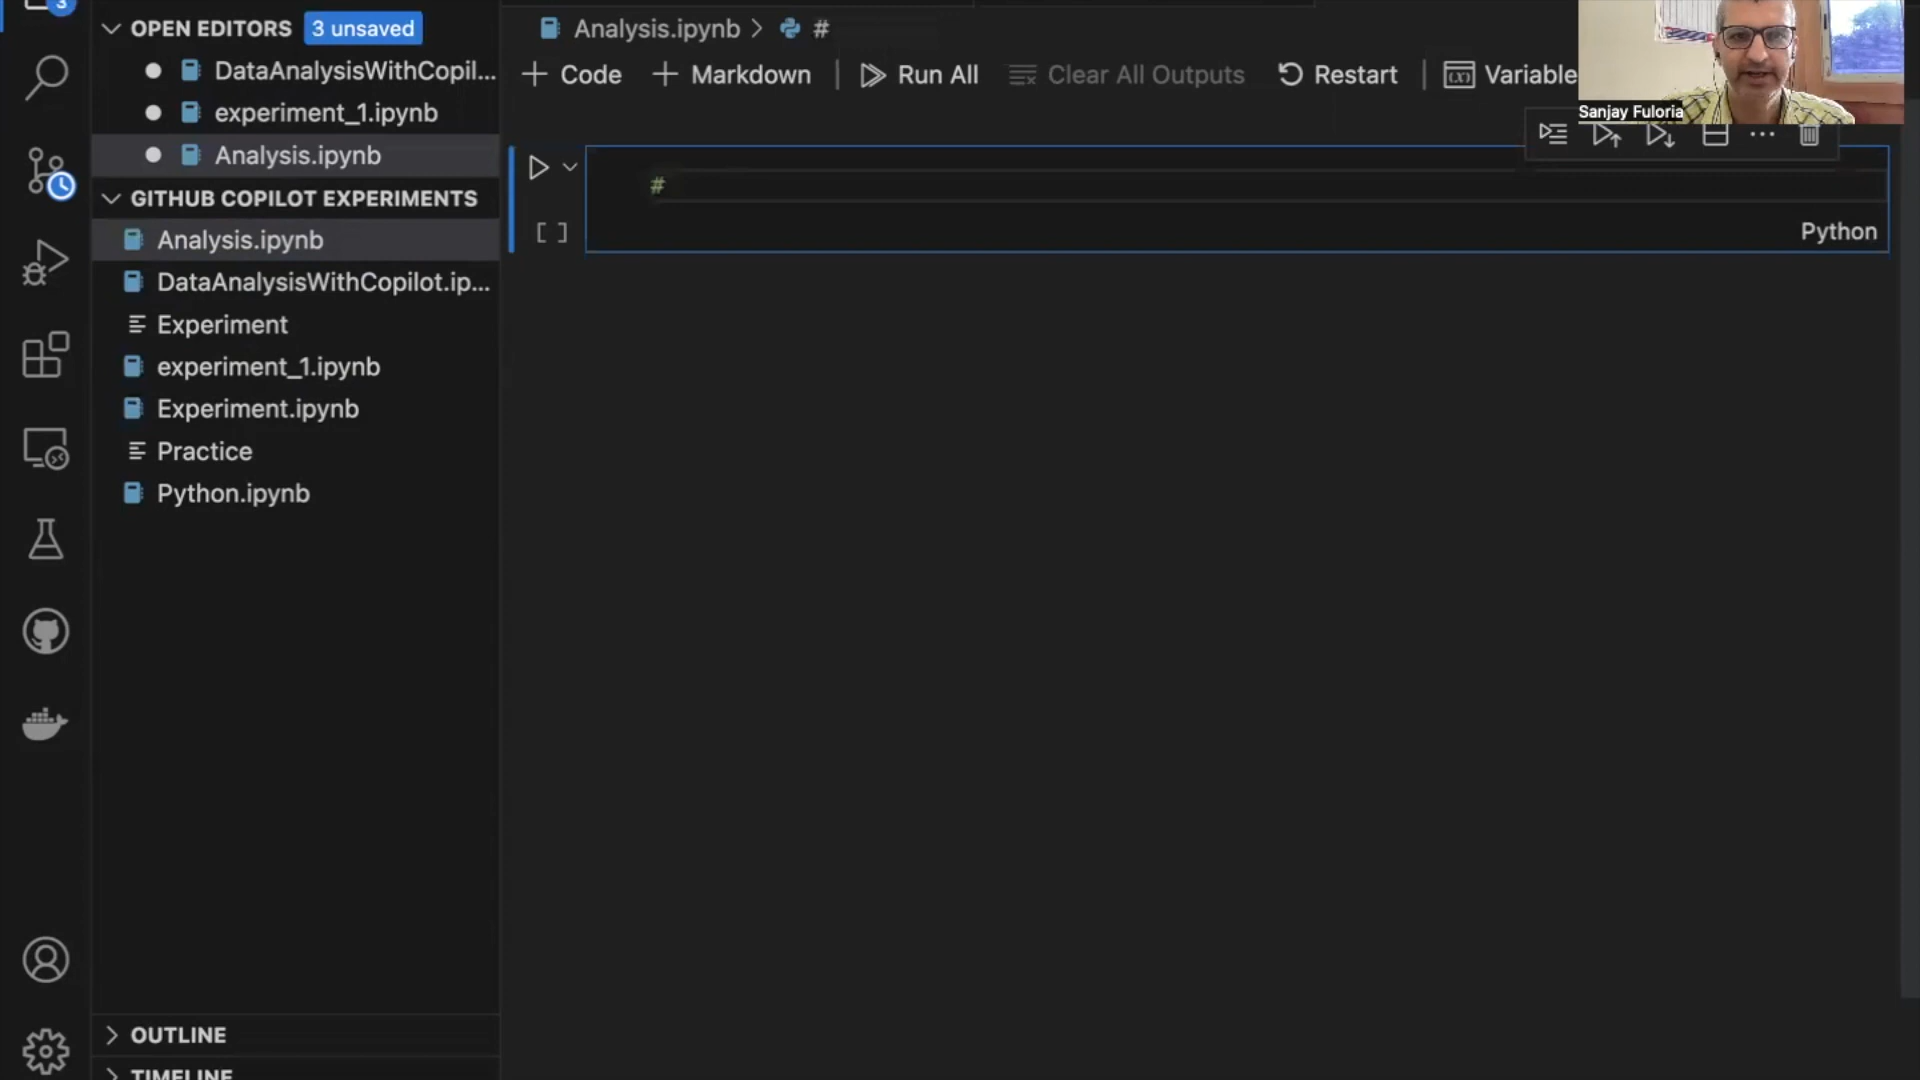 3
OPEN EDITORS 3 unsaved
DataAnalysisWithCopil...
experiment_1.ipynb
Analysis.ipynb
GITHUB COPILOT EXPERIMENTS
Analysis.ipynb
DataAnalysisWithCopilot.ip...
Experiment
experiment_1.ipynb
Experiment.ipynb
Practice
Python.ipynb
OUTLINE
TIMELINE
Analysis.ipynb > #
+ Code + Markdown | Run All Clear All Outputs Restart | Variable
Sanjay Fuloria
#
[ ]
Python